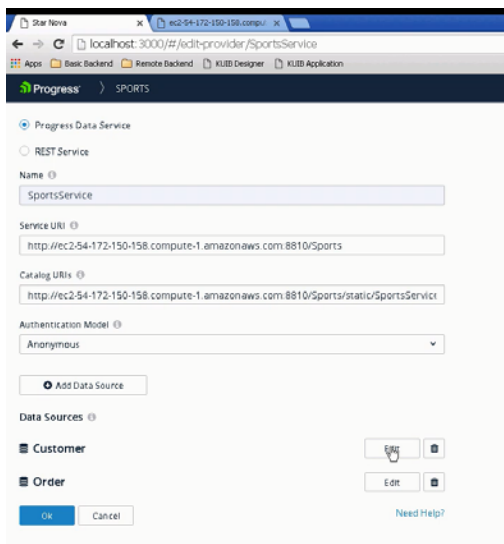 Star Nova
ec2-54-172-150-158.compu
localhost:3000/#/edit-provider/SportsService
Apps Basic Backend Remote Backend KUIB Designer KUIB Application
Progress SPORTS
Progress Data Service
REST Service
Name
SportsService
Service URI
http://ec2-54-172-150-158.compute-1.amazonaws.com:8810/Sports
Catalog URIs
http://ec2-54-172-150-158.compute-1.amazonaws.com:8810/Sports/static/SportsService
Authentication Model
Anonymous
Add Data Source
Data Sources
Customer Edit
Order Edit
Ok Cancel Need Help?